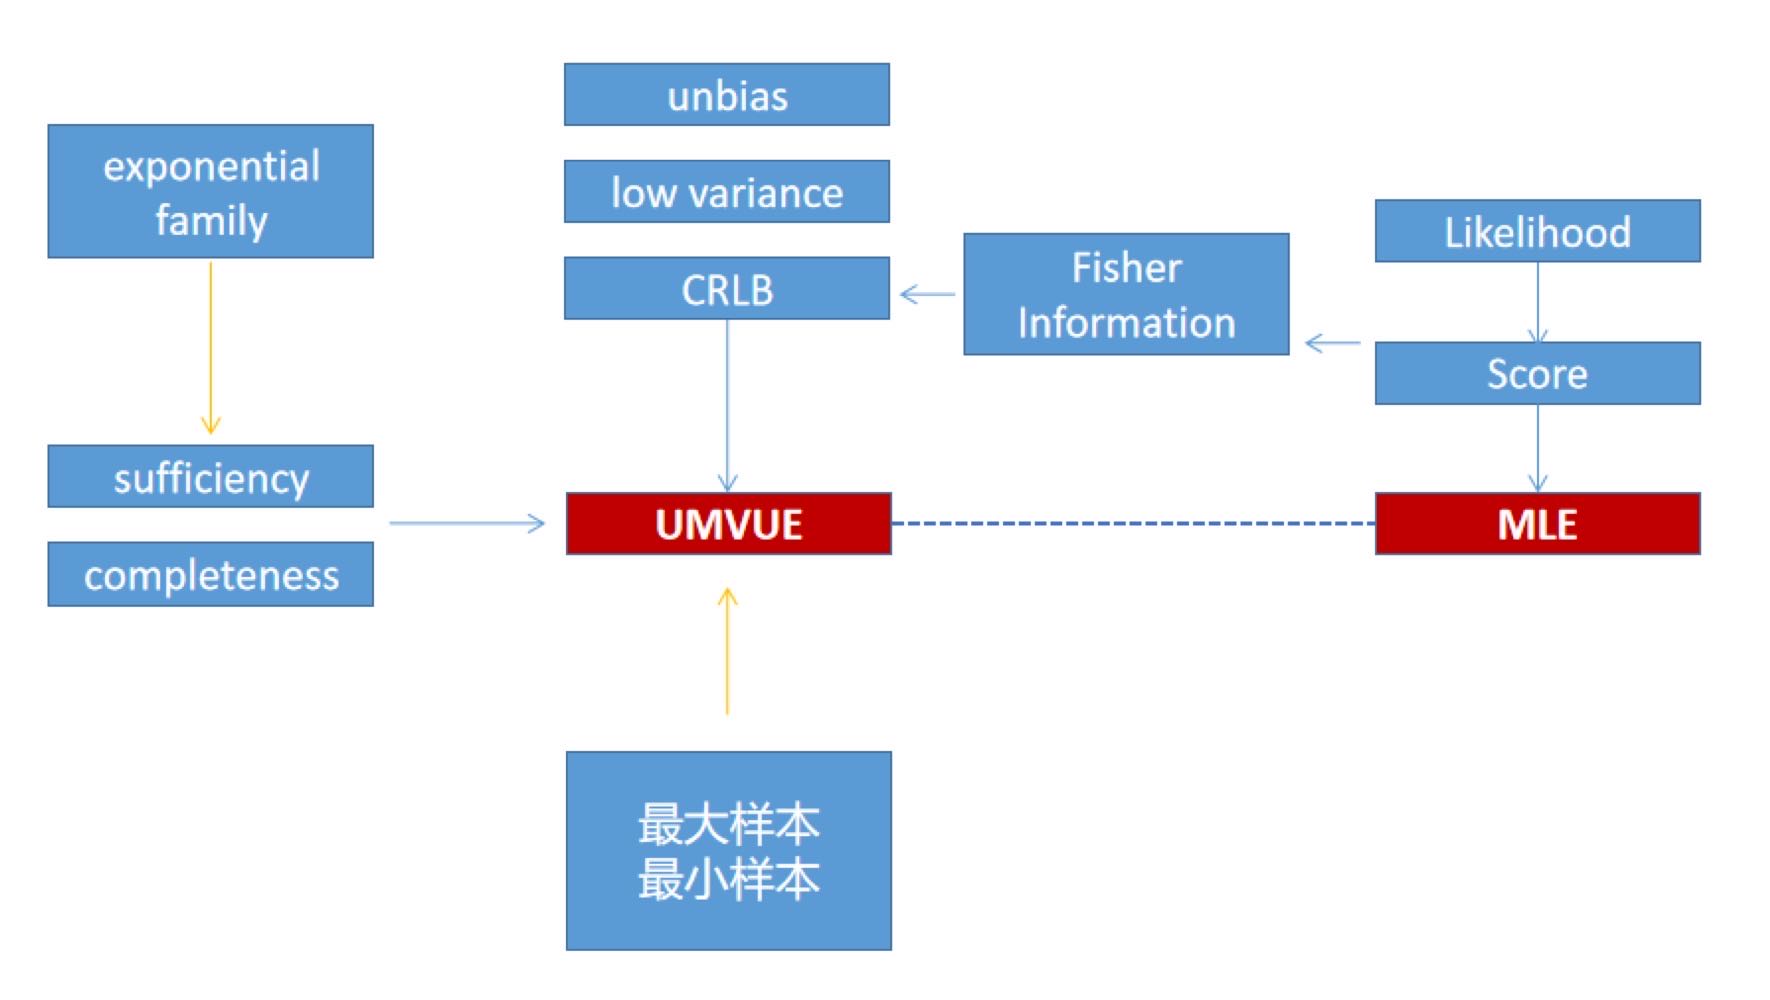 unbias
exponential
family
low variance
Likelihood
Fisher
Information
CRLB
Score
sufficiency
UMVUE
MLE
completeness
最大样本
最小样本